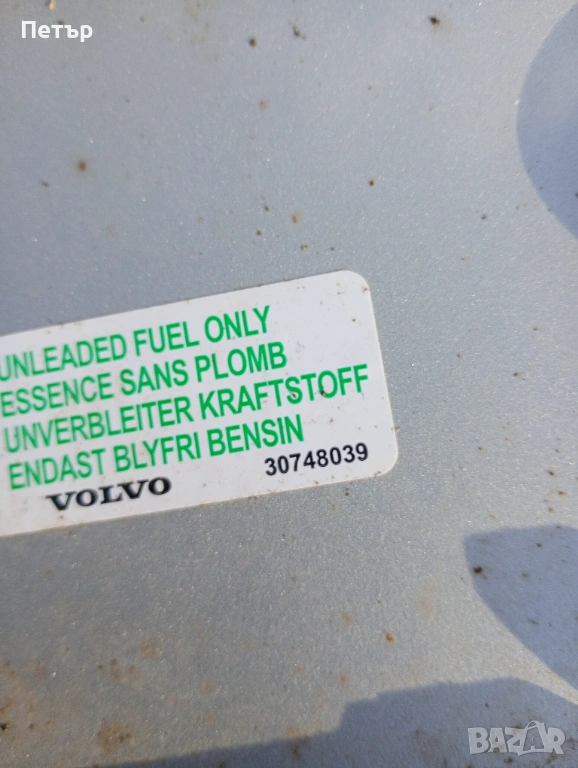 Петър
UNLEADED FUEL ONLY
ESSENCE SANS PLOMB
UNVERBLEITER KRAFTSTOFF
ENDAST BLYFRI BENSIN
VOLVO 30748039
BAZAR